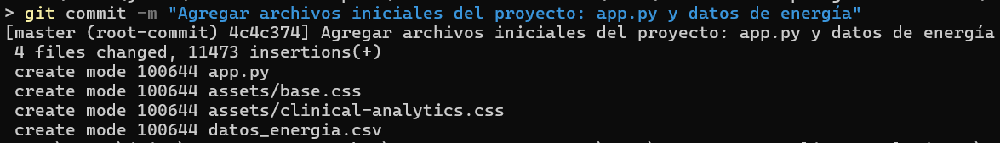 > git commit -m "Agregar archivos iniciales del proyecto: app.py y datos de energía"
[master (root-commit) 4c4c374] Agregar archivos iniciales del proyecto: app.py y datos de energía
 4 files changed, 11473 insertions(+)
 create mode 100644 app.py
 create mode 100644 assets/base.css
 create mode 100644 assets/clinical-analytics.css
 create mode 100644 datos_energia.csv